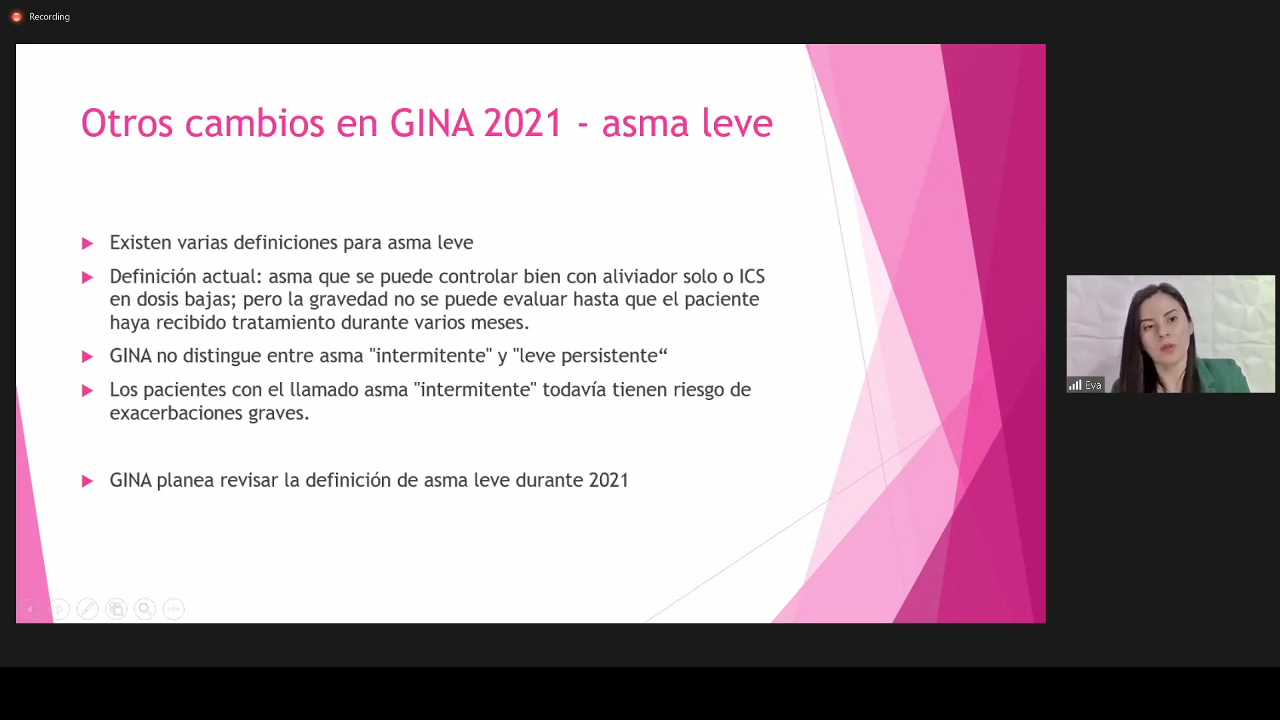 Recording
Otros cambios en GINA 2021 - asma leve
Existen varias definiciones para asma leve
Definición actual: asma que se puede controlar bien con aliviador solo o ICS
en dosis bajas; pero la gravedad no se puede evaluar hasta que el paciente
haya recibido tratamiento durante varios meses.
GINA no distingue entre asma "intermitente" y "leve persistente“
Los pacientes con el llamado asma "intermitente" todavía tienen riesgo de
exacerbaciones graves.
GINA planea revisar la definición de asma leve durante 2021
Eva